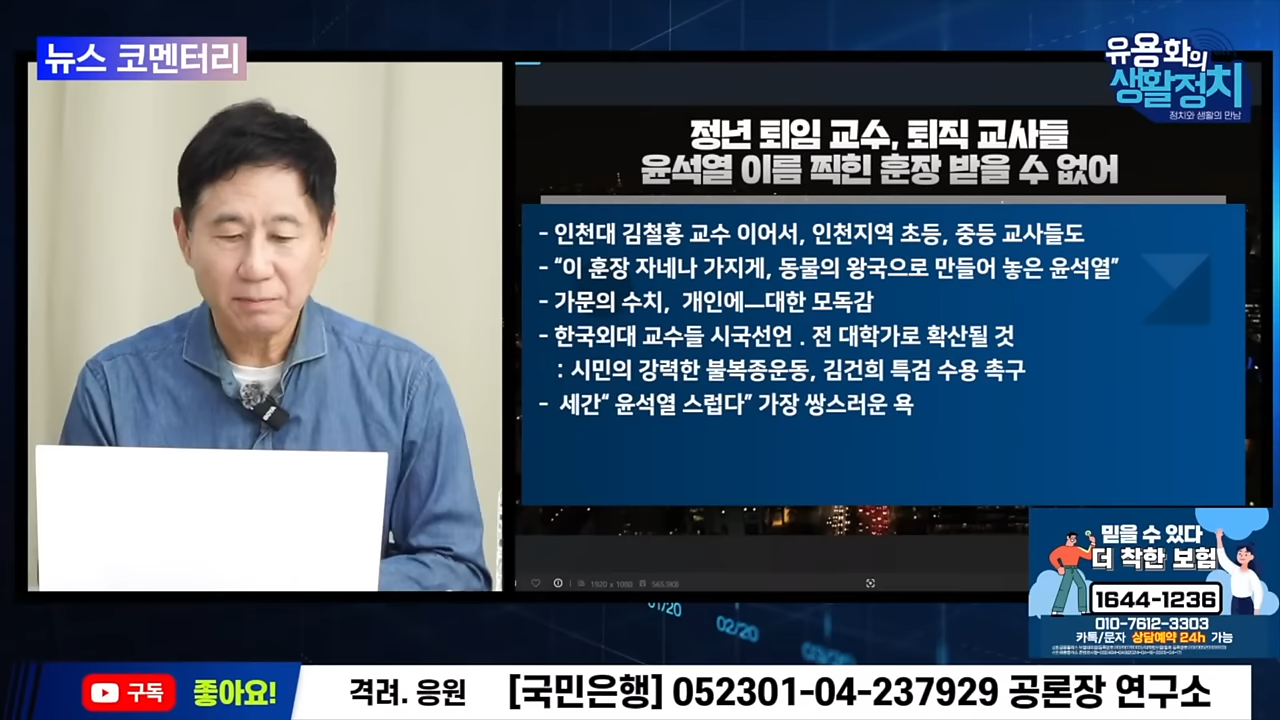 뉴스 코멘터리
유용화의
생활정치
정치와 생활의 만남
정년 퇴임 교수, 퇴직 교사들
윤석열 이름 찍힌 훈장 받을 수 없어
- 인천대 김철홍 교수 이어서, 인천지역 초등, 중등 교사들도
- “이 훈장 자네나 가지게, 동물의 왕국으로 만들어 놓은 윤석열”
- 가문의 수치, 개인에—대한 모독감
- 한국외대 교수들 시국선언 . 전 대학가로 확산될 것
: 시민의 강력한 불복종운동, 김건희 특검 수용 촉구
- 세간“ 윤석열 스럽다” 가장 쌍스러운 욕
1920 x 1080
565.9KB
믿을 수 있다
더 착한 보험
1644-1236
010-7612-3303
카톡/문자 상담예약 24h 가능
01/20
02/20
구독
좋아요!
격려. 응원 [국민은행] 052301-04-237929 공론장 연구소